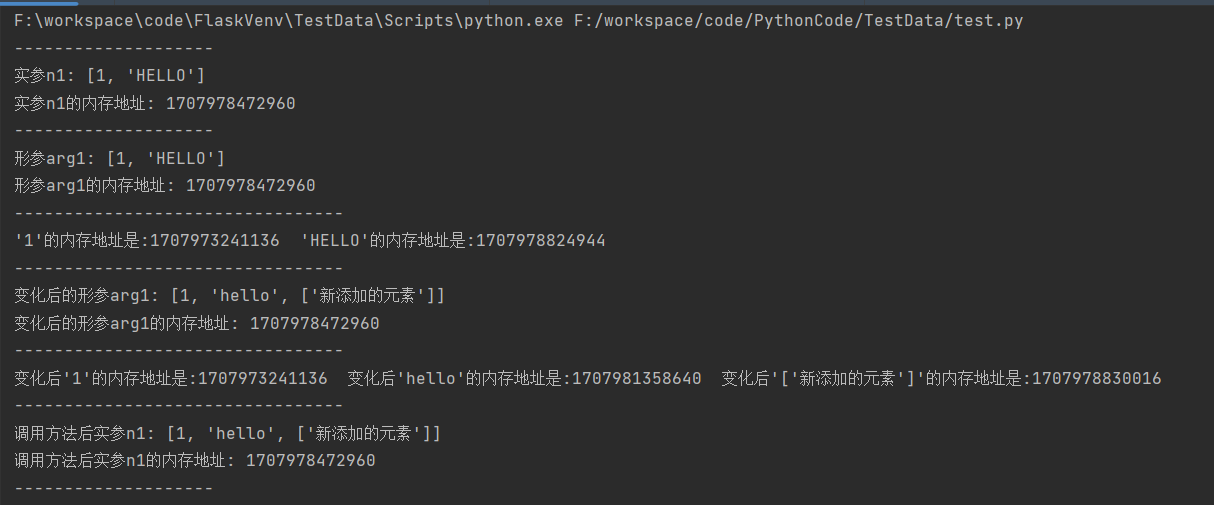 F:\workspace\code\FlaskVenv\TestData\Scripts\python.exe F:/workspace/code/PythonCode/TestData/test.py
--------------------
实参n1: [1, 'HELLO']
实参n1的内存地址: 1707978472960
--------------------
形参arg1: [1, 'HELLO']
形参arg1的内存地址: 1707978472960
---------------------------------
'1'的内存地址是:1707973241136  'HELLO'的内存地址是:1707978824944
---------------------------------
变化后的形参arg1: [1, 'hello', ['新添加的元素']]
变化后的形参arg1的内存地址: 1707978472960
---------------------------------
变化后'1'的内存地址是:1707973241136  变化后'hello'的内存地址是:1707981358640  变化后'['新添加的元素']'的内存地址是:1707978830016
---------------------------------
调用方法后实参n1: [1, 'hello', ['新添加的元素']]
调用方法后实参n1的内存地址: 1707978472960
--------------------